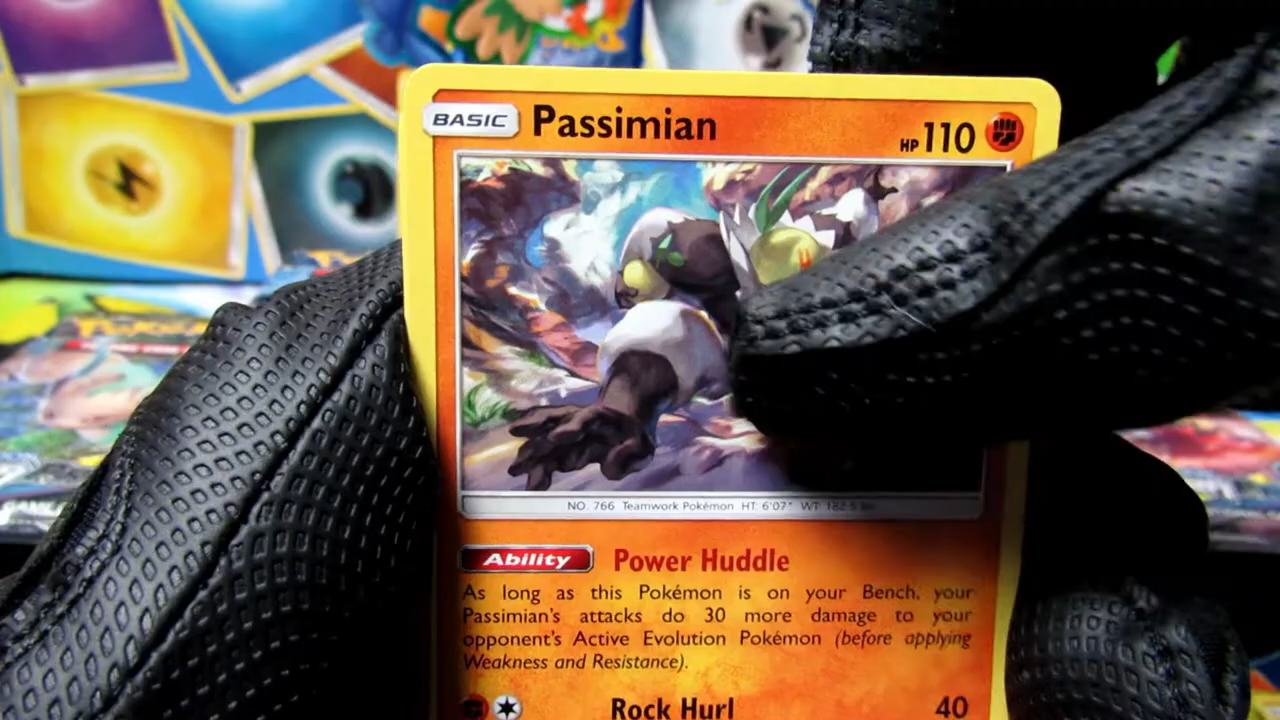 BASIC Passimian HP 110
NO. 766 Teamwork Pokémon HT: 6'07" WT: 182.5
Ability Power Huddle
As long as this Pokémon is on your Bench, your
Passimian's attacks do 30 more damage to your
opponent's Active Evolution Pokémon (before applying
Weakness and Resistance).
Rock Hurl 40